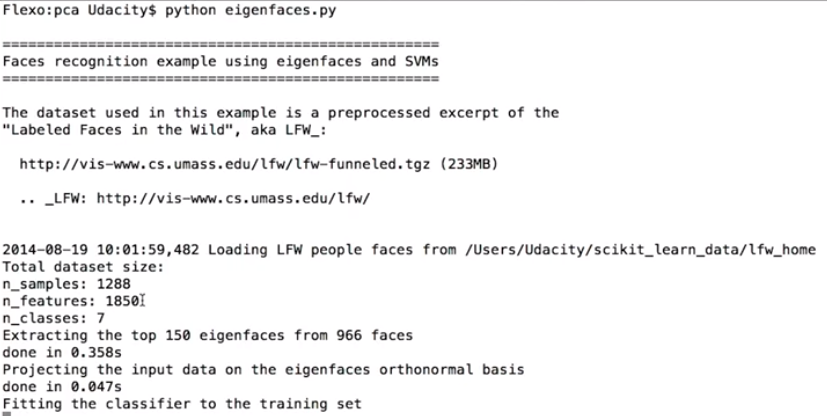 Flexo:pca Udacity$ python eigenfaces.py
===================================================
Faces recognition example using eigenfaces and SVMs
===================================================
The dataset used in this example is a preprocessed excerpt of the
"Labeled Faces in the Wild", aka LFW_:
http://vis-www.cs.umass.edu/lfw/lfw-funneled.tgz (233MB)
.. _LFW: http://vis-www.cs.umass.edu/lfw/
2014-08-19 10:01:59,482 Loading LFW people faces from /Users/Udacity/scikit_learn_data/lfw_home
Total dataset size:
n_samples: 1288
n_features: 1850
n_classes: 7
Extracting the top 150 eigenfaces from 966 faces
done in 0.358s
Projecting the input data on the eigenfaces orthonormal basis
done in 0.047s
Fitting the classifier to the training set